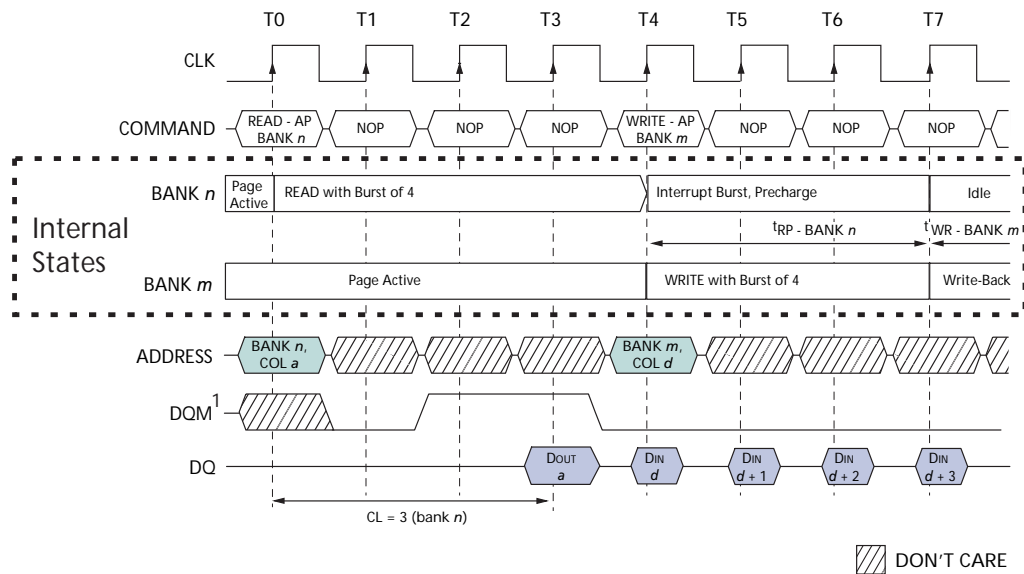 T0 T1 T2 T3 T4 T5 T6 T7
CLK
COMMAND READ - AP BANK n NOP NOP NOP WRITE - AP BANK m NOP NOP NOP
BANK n Page Active READ with Burst of 4 Interrupt Burst, Precharge Idle
Internal States
tRP - BANK n tWR - BANK m
BANK m Page Active WRITE with Burst of 4 Write-Back
ADDRESS BANK n, COL a BANK m, COL d
DQM1
DQ DOUT a DIN d DIN d + 1 DIN d + 2 DIN d + 3
CL = 3 (bank n)
DON'T CARE